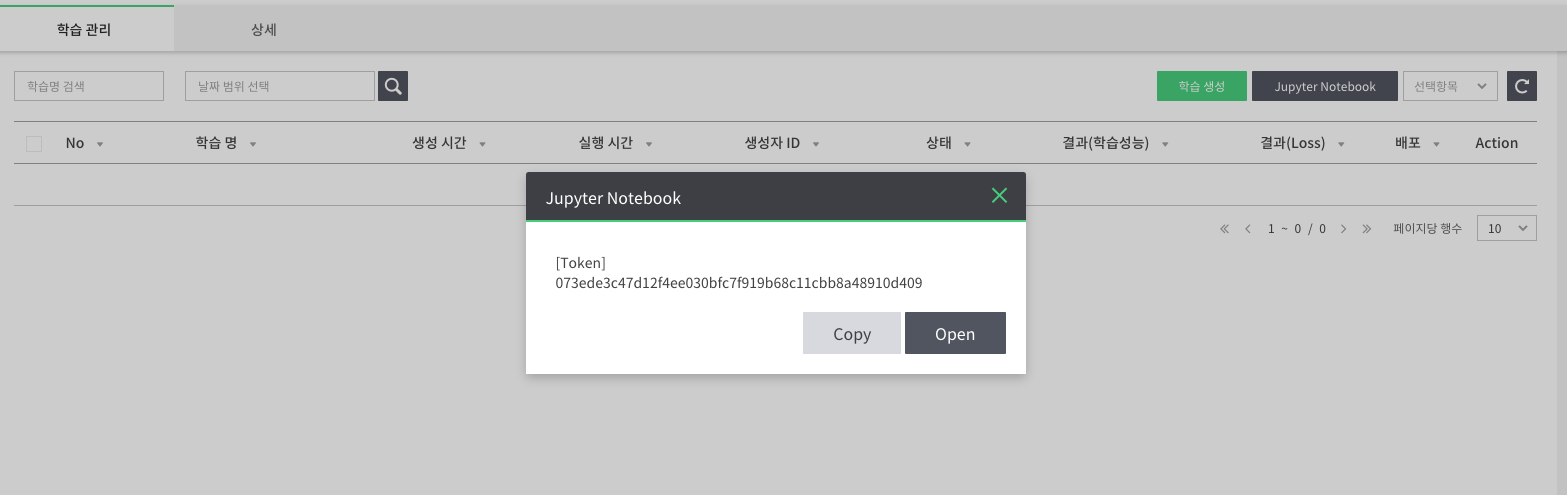 학습 관리
상세
학습명 검색
날짜 범위 선택
학습 생성
Jupyter Notebook
선택항목
No
학습 명
생성 시간
실행 시간
생성자 ID
상태
결과(학습성능)
결과(Loss)
배포
Action
Jupyter Notebook
1 ~ 0 / 0
페이지당 행수
10
[Token]
073ede3c47d12f4ee030bfc7f919b68c11cbb8a48910d409
Copy
Open